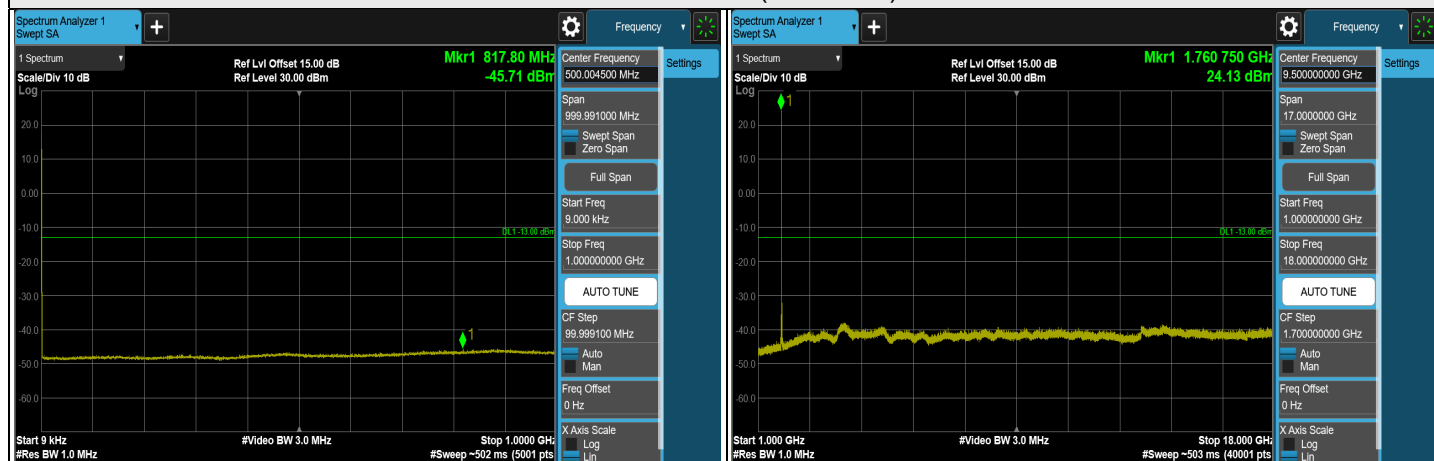 Spectrum Analyzer 1
Swept SA
+
Frequency
1 Spectrum
Ref Lvl Offset 15.00 dB
Mkr1 817.80 MHz
Scale/Div 10 dB
Ref Level 30.00 dBm
-45.71 dBm
Log
20.0
10.0
0.00
-10.0
-20.0
-30.0
-40.0
-50.0
-60.0
DL1 -13.00 dBm
1
Start 9 kHz
#Video BW 3.0 MHz
Stop 1.0000 GHz
#Res BW 1.0 MHz
#Sweep ~502 ms (5001 pts
Center Frequency
500.004500 MHz
Settings
Span
999.991000 MHz
Swept Span
Zero Span
Full Span
Start Freq
9.000 kHz
Stop Freq
1.000000000 GHz
AUTO TUNE
CF Step
99.999100 MHz
Auto
Man
Freq Offset
0 Hz
X Axis Scale
Log
Lin
Spectrum Analyzer 1
Swept SA
+
Frequency
1 Spectrum
Ref Lvl Offset 15.00 dB
Mkr1 1.760 750 GHz
Scale/Div 10 dB
Ref Level 30.00 dBm
24.13 dBm
Log
1
20.0
10.0
0.00
-10.0
-20.0
-30.0
-40.0
-50.0
-60.0
DL1 -13.00 dBm
Start 1.000 GHz
#Video BW 3.0 MHz
Stop 18.000 GHz
#Res BW 1.0 MHz
#Sweep ~503 ms (40001 pts
Center Frequency
9.500000000 GHz
Settings
Span
17.0000000 GHz
Swept Span
Zero Span
Full Span
Start Freq
1.000000000 GHz
Stop Freq
18.000000000 GHz
AUTO TUNE
CF Step
1.700000000 GHz
Auto
Man
Freq Offset
0 Hz
X Axis Scale
Log
Lin